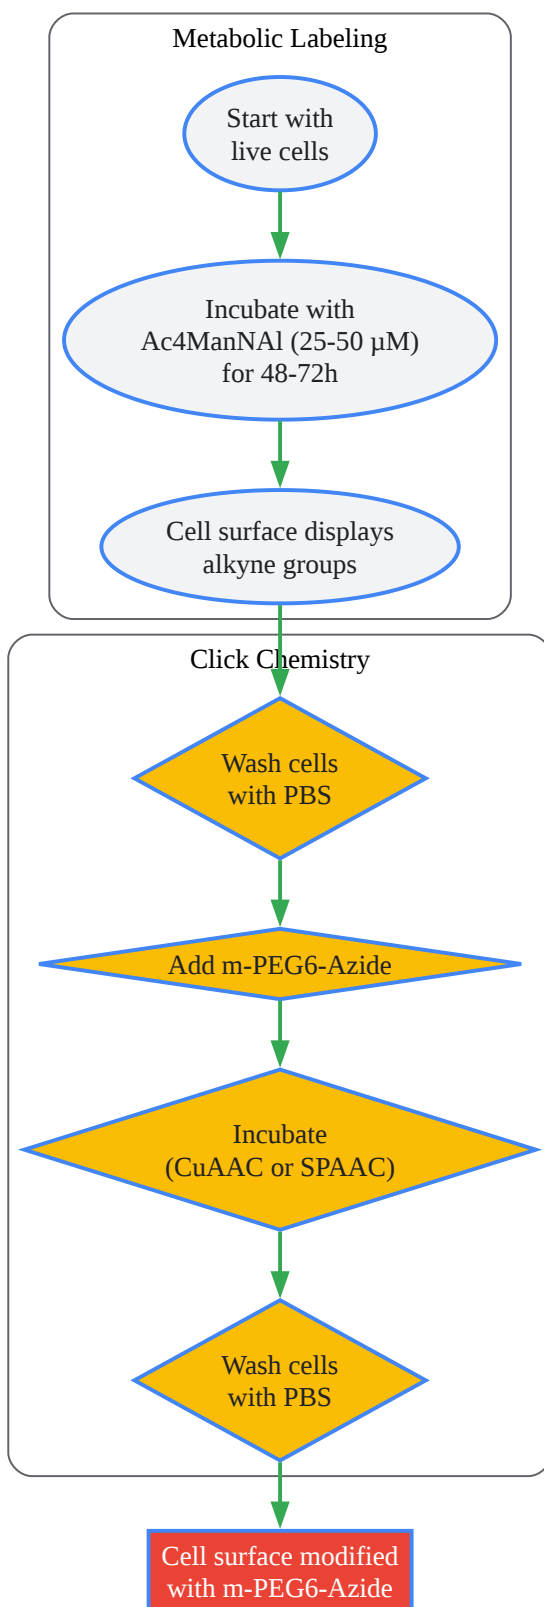 Metabolic Labeling
Start with
live cells
Incubate with
Ac4ManNAl (25-50 µM)
for 48-72h
Cell surface displays
alkyne groups
Click Chemistry
Wash cells
with PBS
Add m-PEG6-Azide
Incubate
(CuAAC or SPAAC)
Wash cells
with PBS
Cell surface modified
with m-PEG6-Azide